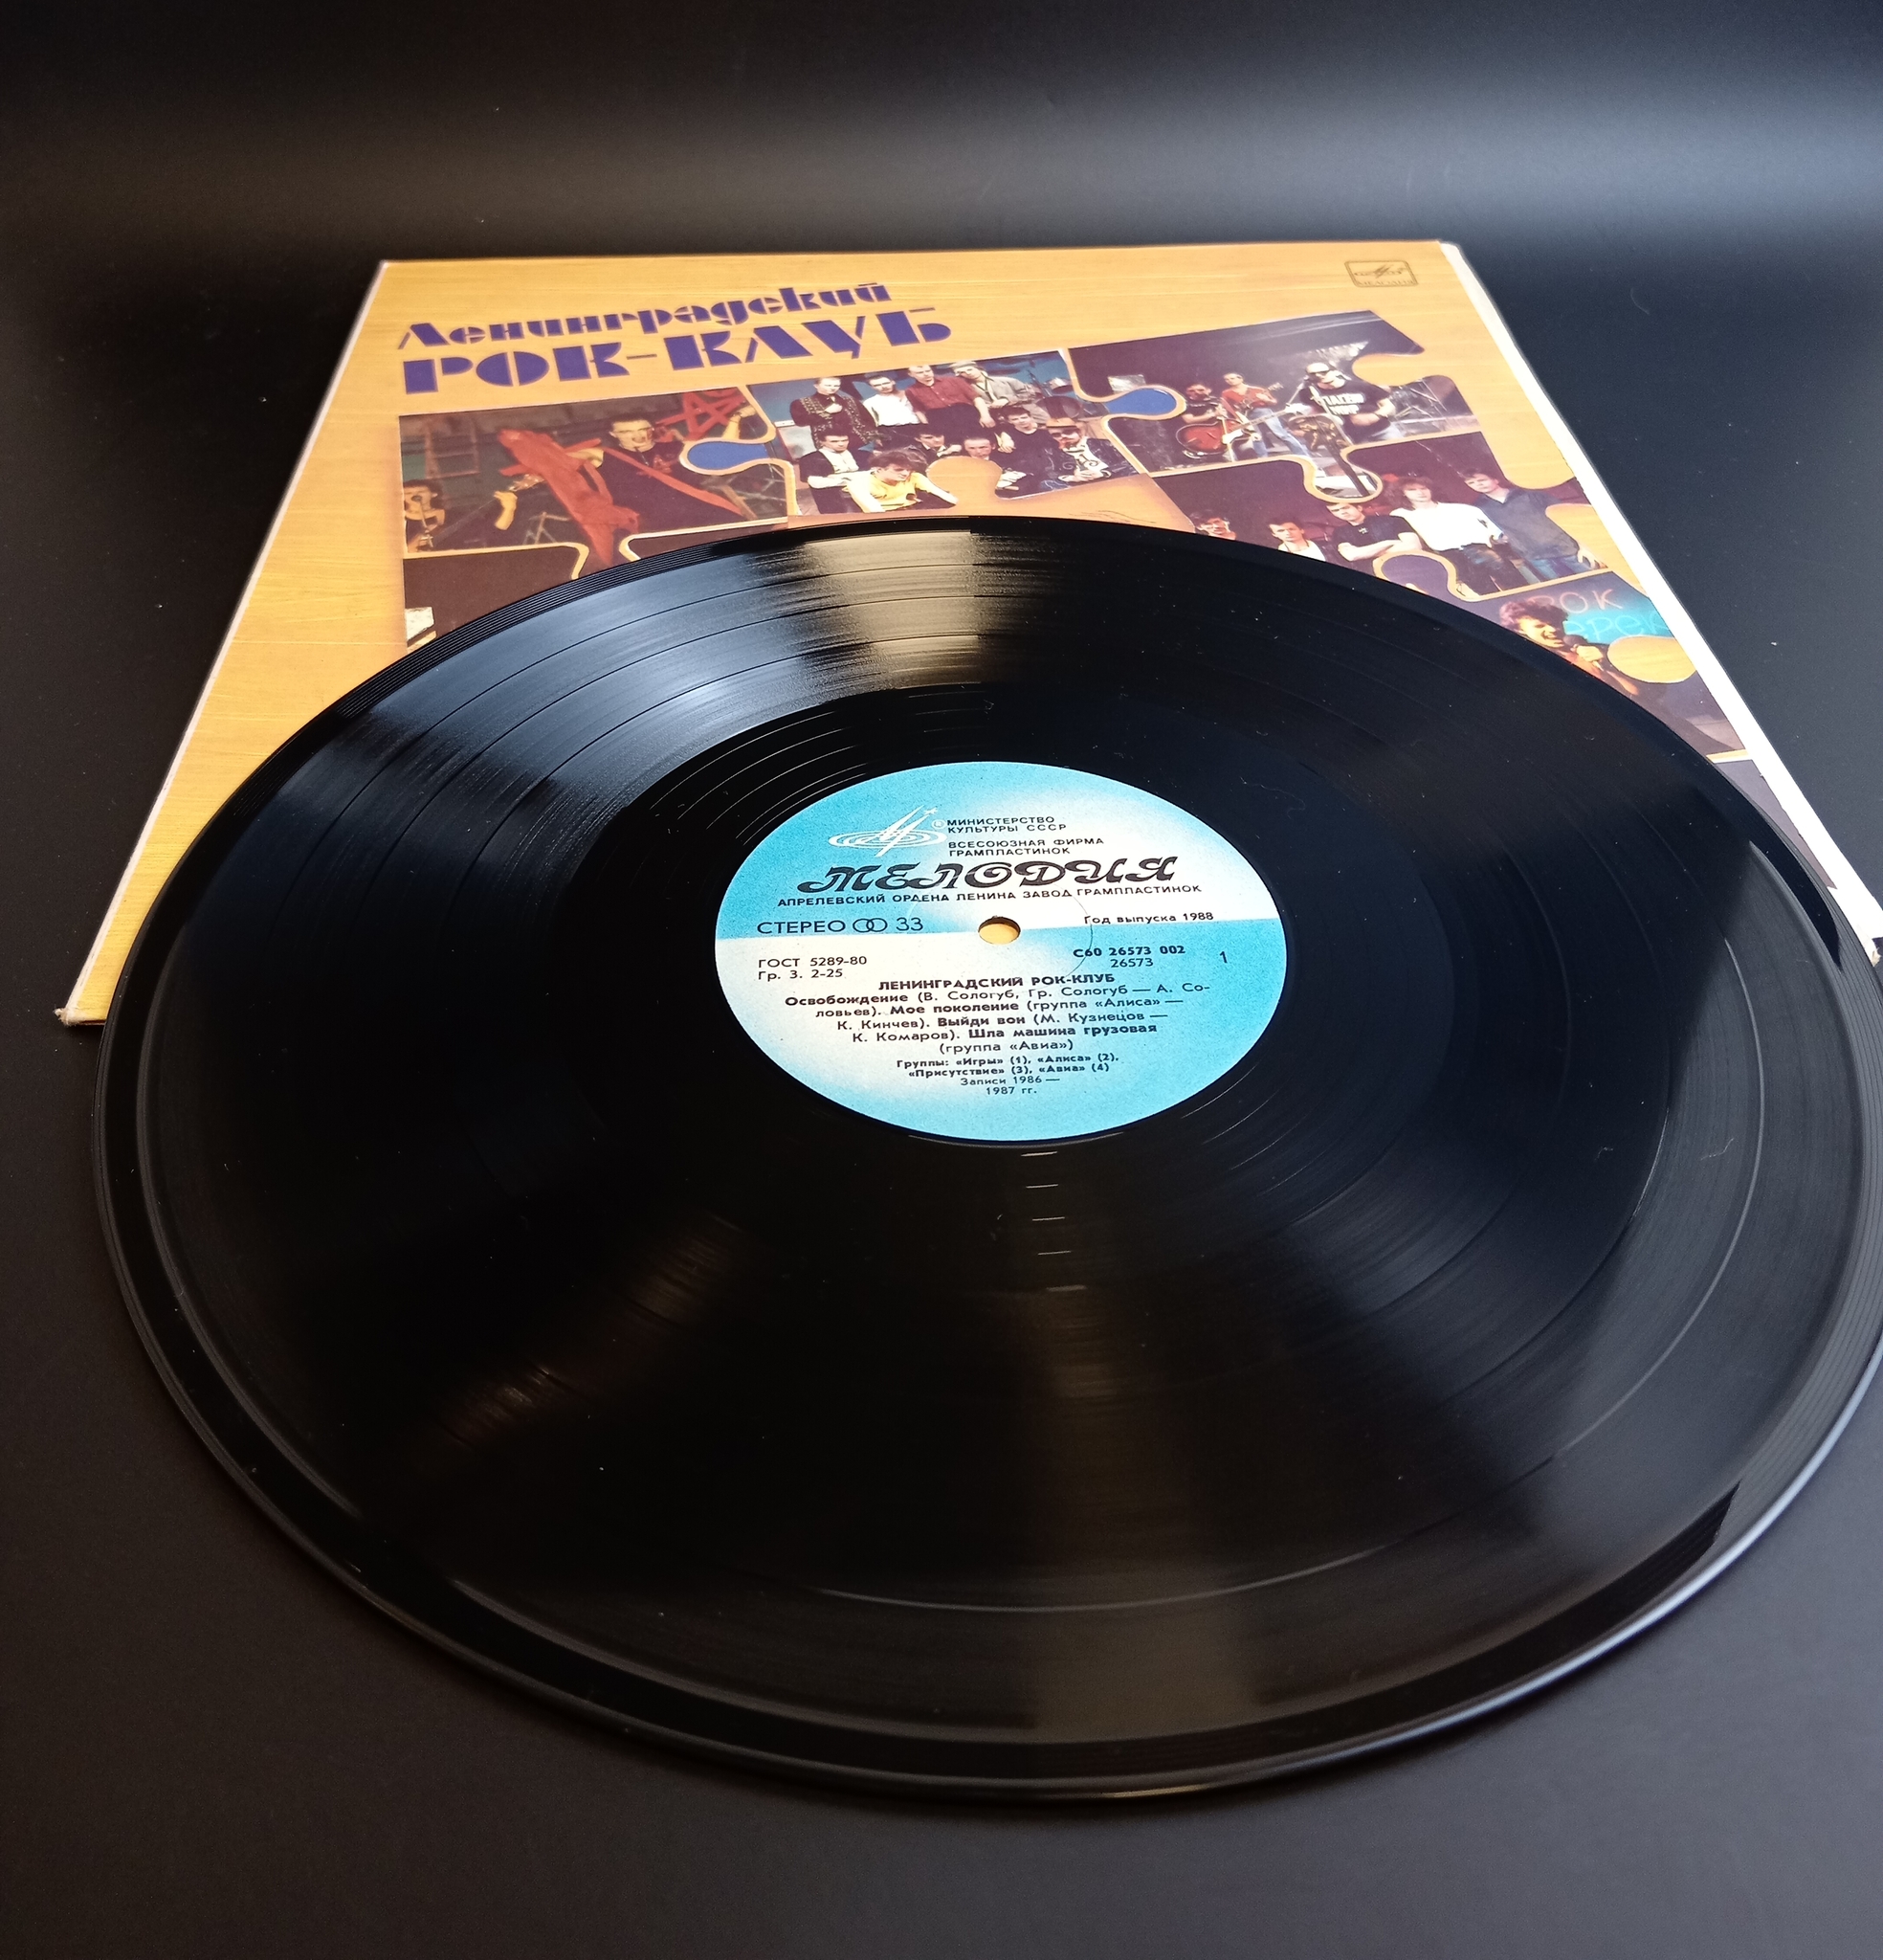 Ленинградский
РОК-КЛУБ
РОК
МИНИСТЕРСТВО
КУЛЬТУРЫ СССР
ВСЕСОЮЗНАЯ ФИРМА
ГРАМПЛАСТИНОК
МЕЛОДИЯ
АПРЕЛЕВСКИЙ ОРДЕНА ЛЕНИНА ЗАВОД ГРАМПЛАСТИНОК
СТЕРЕО 33
Год выпуска 1988
ГОСТ 5289-80
Гр. 3. 2-25
С60 26573 002
26573
1
ЛЕНИНГРАДСКИЙ РОК-КЛУБ
Освобождение (В. Сологуб, Гр. Сологуб — А. Со-
ловьев). Мое поколение (группа «Алиса» —
К. Кинчев). Выйди вон (М. Кузнецов —
К. Комаров). Шла машина грузовая
(группа «Авиа»)
Группы: «Игры» (1), «Алиса» (2),
«Присутствие» (3), «Авиа» (4)
Записи 1986 —
1987 гг.